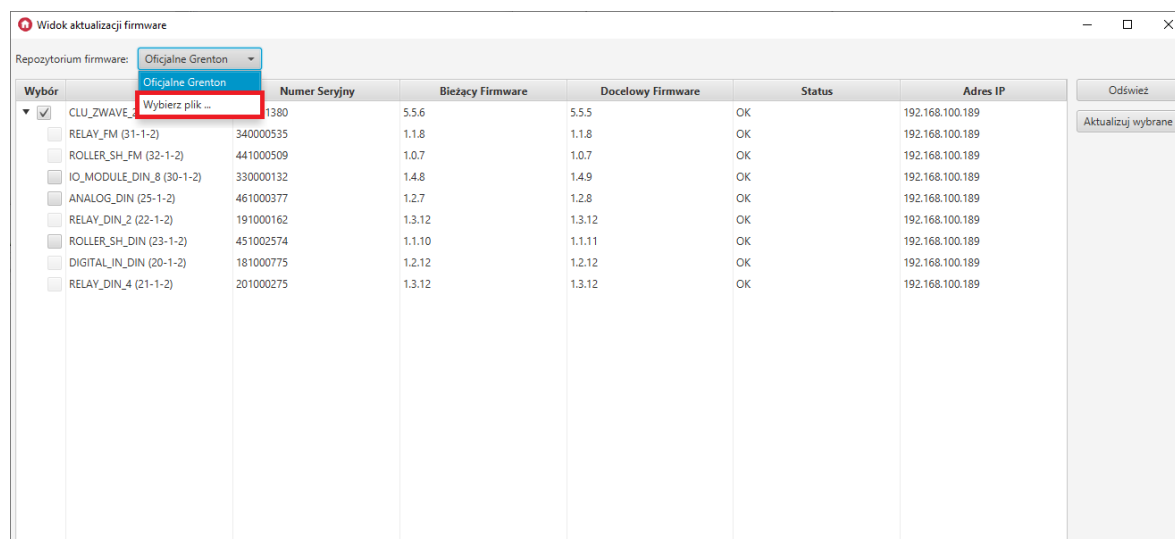 Widok aktualizacji firmware
Repozytorium firmware: Oficjalne Grenton
Oficjalne Grenton
Wybierz plik ...
Wybór Numer Seryjny Bieżący Firmware Docelowy Firmware Status Adres IP Odśwież
CLU_ZWAVE_2 1380 5.5.6 5.5.5 OK 192.168.100.189
Aktualizuj wybrane
RELAY_FM (31-1-2) 340000535 1.1.8 1.1.8 OK 192.168.100.189
ROLLER_SH_FM (32-1-2) 441000509 1.0.7 1.0.7 OK 192.168.100.189
IO_MODULE_DIN_8 (30-1-2) 330000132 1.4.8 1.4.9 OK 192.168.100.189
ANALOG_DIN (25-1-2) 461000377 1.2.7 1.2.8 OK 192.168.100.189
RELAY_DIN_2 (22-1-2) 191000162 1.3.12 1.3.12 OK 192.168.100.189
ROLLER_SH_DIN (23-1-2) 451002574 1.1.10 1.1.11 OK 192.168.100.189
DIGITAL_IN_DIN (20-1-2) 181000775 1.2.12 1.2.12 OK 192.168.100.189
RELAY_DIN_4 (21-1-2) 201000275 1.3.12 1.3.12 OK 192.168.100.189